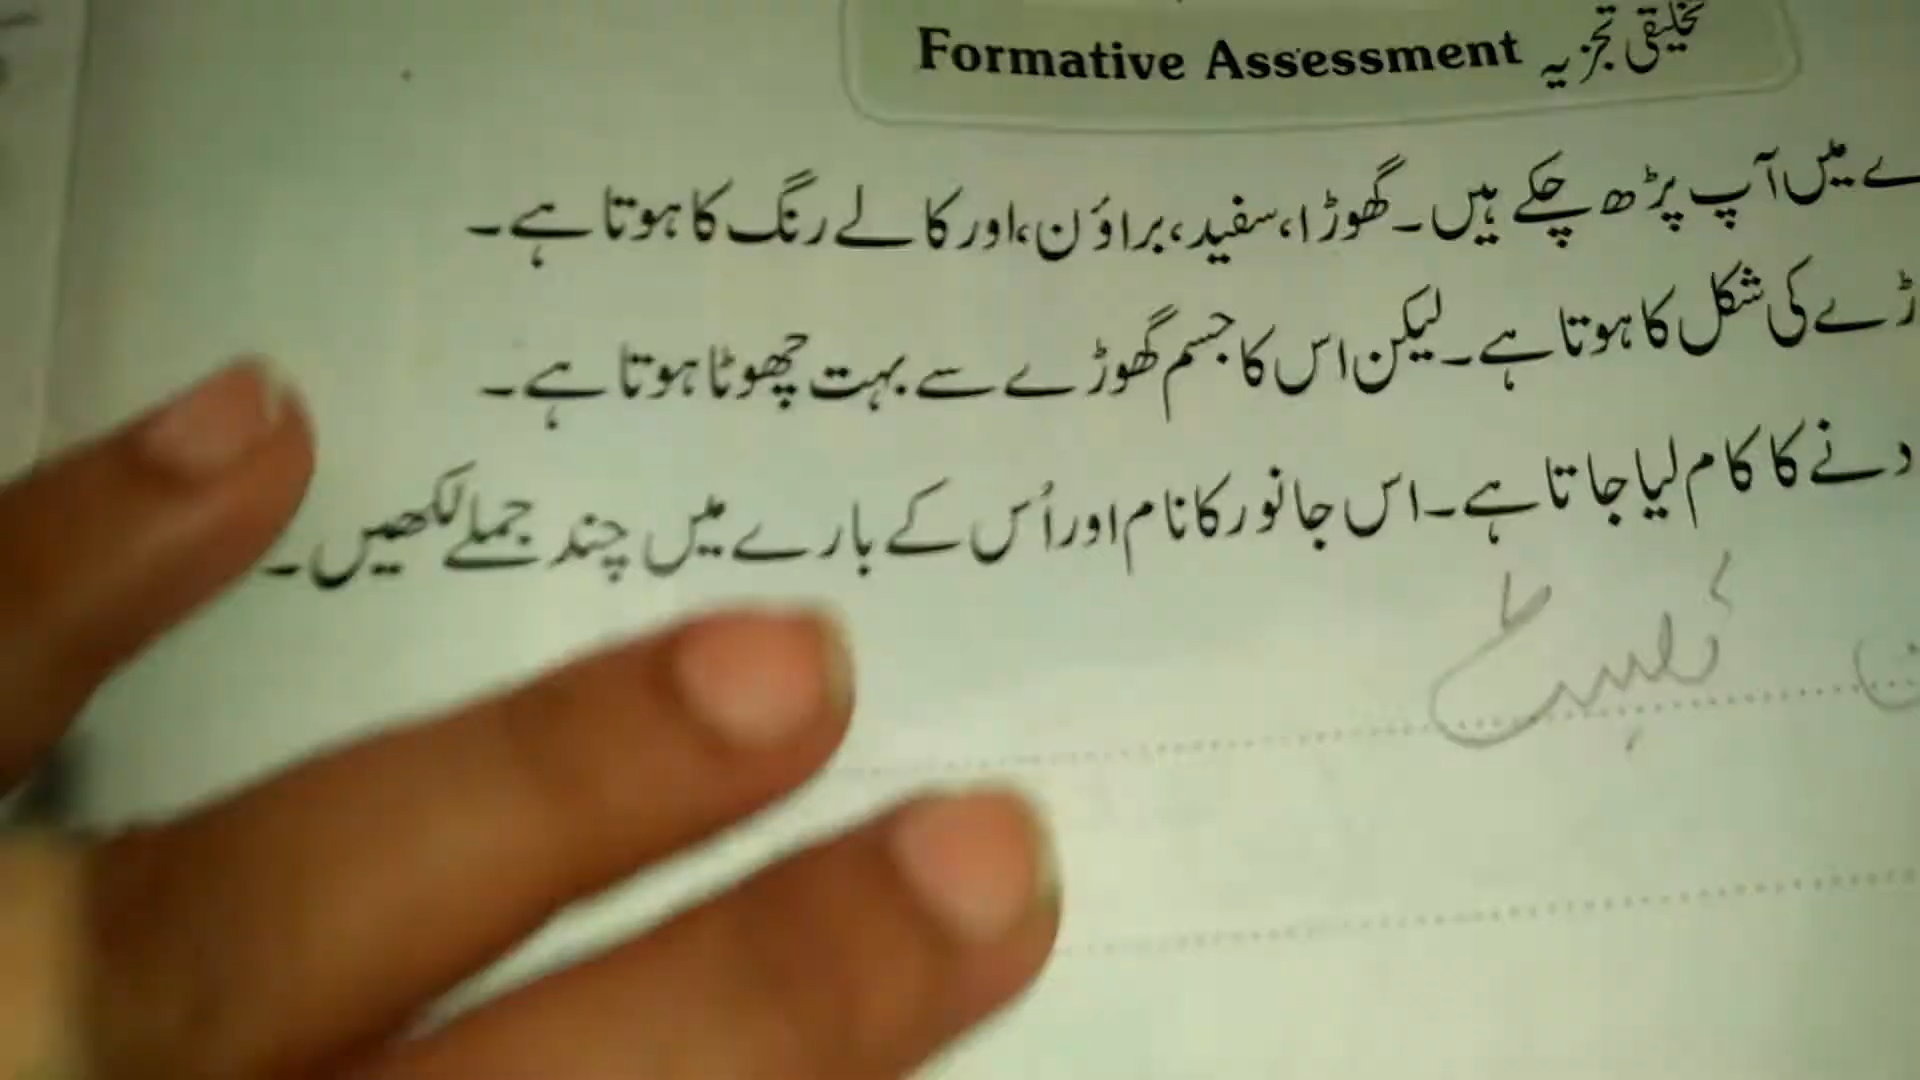 تخلیقی تجزیہ Formative Assessment
میں آپ پڑھ چکے ہیں۔ گھوڑا، سفید، براؤن، اور کالے رنگ کا ہوتا ہے۔
کی شکل کا ہوتا ہے۔ لیکن اس کا جسم گھوڑے سے بہت چھوٹا ہوتا ہے۔
کا کام لیا جاتا ہے۔ اس جانور کا نام اور اُس کے بارے میں چند جملے لکھیں۔